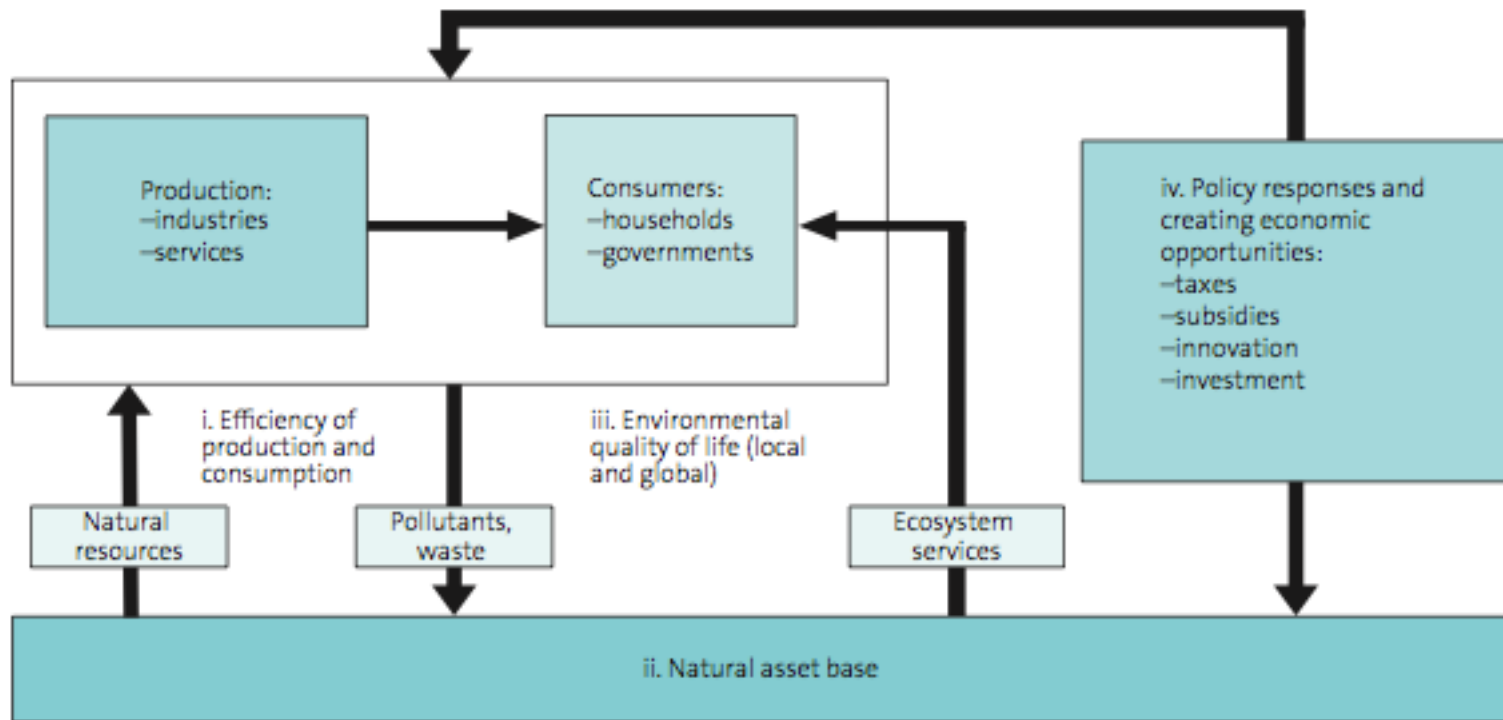 Production:
–industries
–services
Consumers:
–households
–governments
iv. Policy responses and
creating economic
opportunities:
–taxes
–subsidies
–innovation
–investment
i. Efficiency of
production and
consumption
iii. Environmental
quality of life (local
and global)
Natural
resources
Pollutants,
waste
Ecosystem
services
ii. Natural asset base